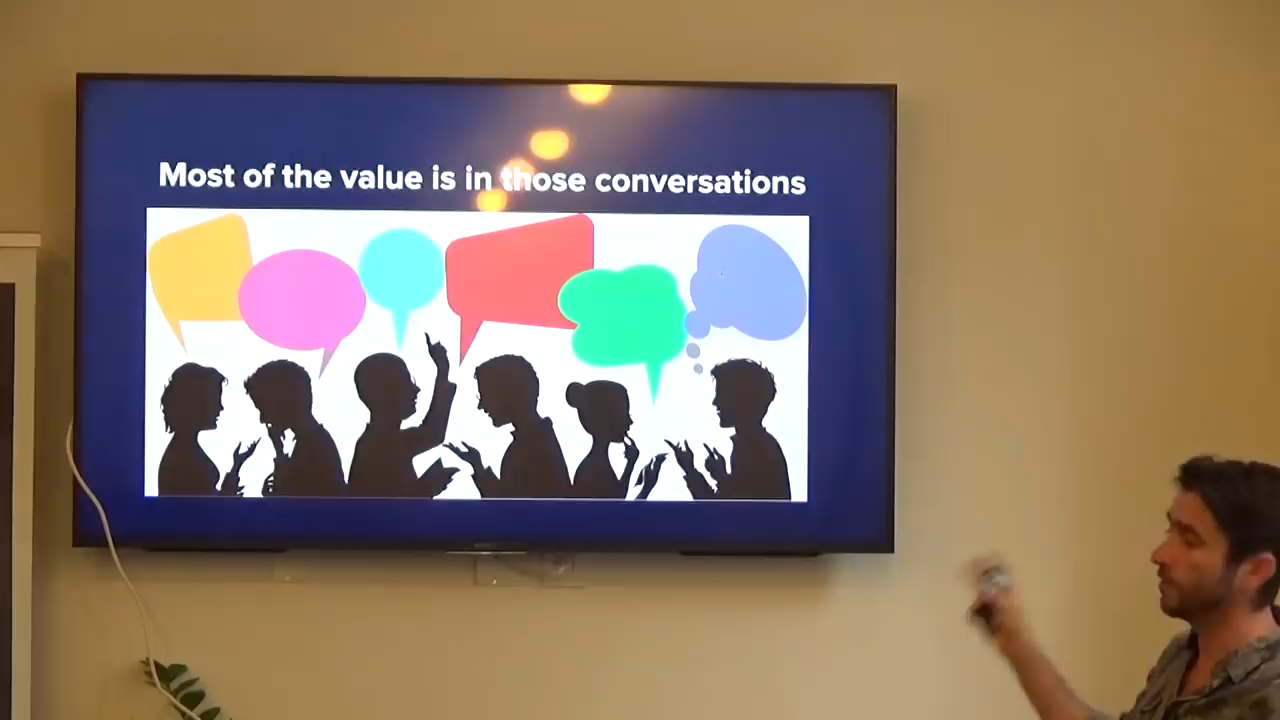 Most of the value is in those conversations